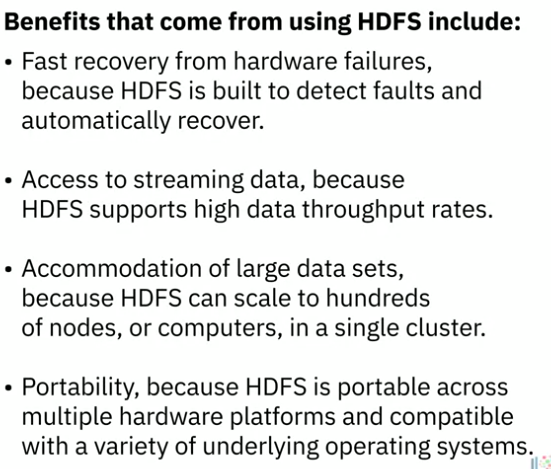 Benefits that come from using HDFS include:
• Fast recovery from hardware failures,
because HDFS is built to detect faults and
automatically recover.
• Access to streaming data, because
HDFS supports high data throughput rates.
• Accommodation of large data sets,
because HDFS can scale to hundreds
of nodes, or computers, in a single cluster.
• Portability, because HDFS is portable across
multiple hardware platforms and compatible
with a variety of underlying operating systems.